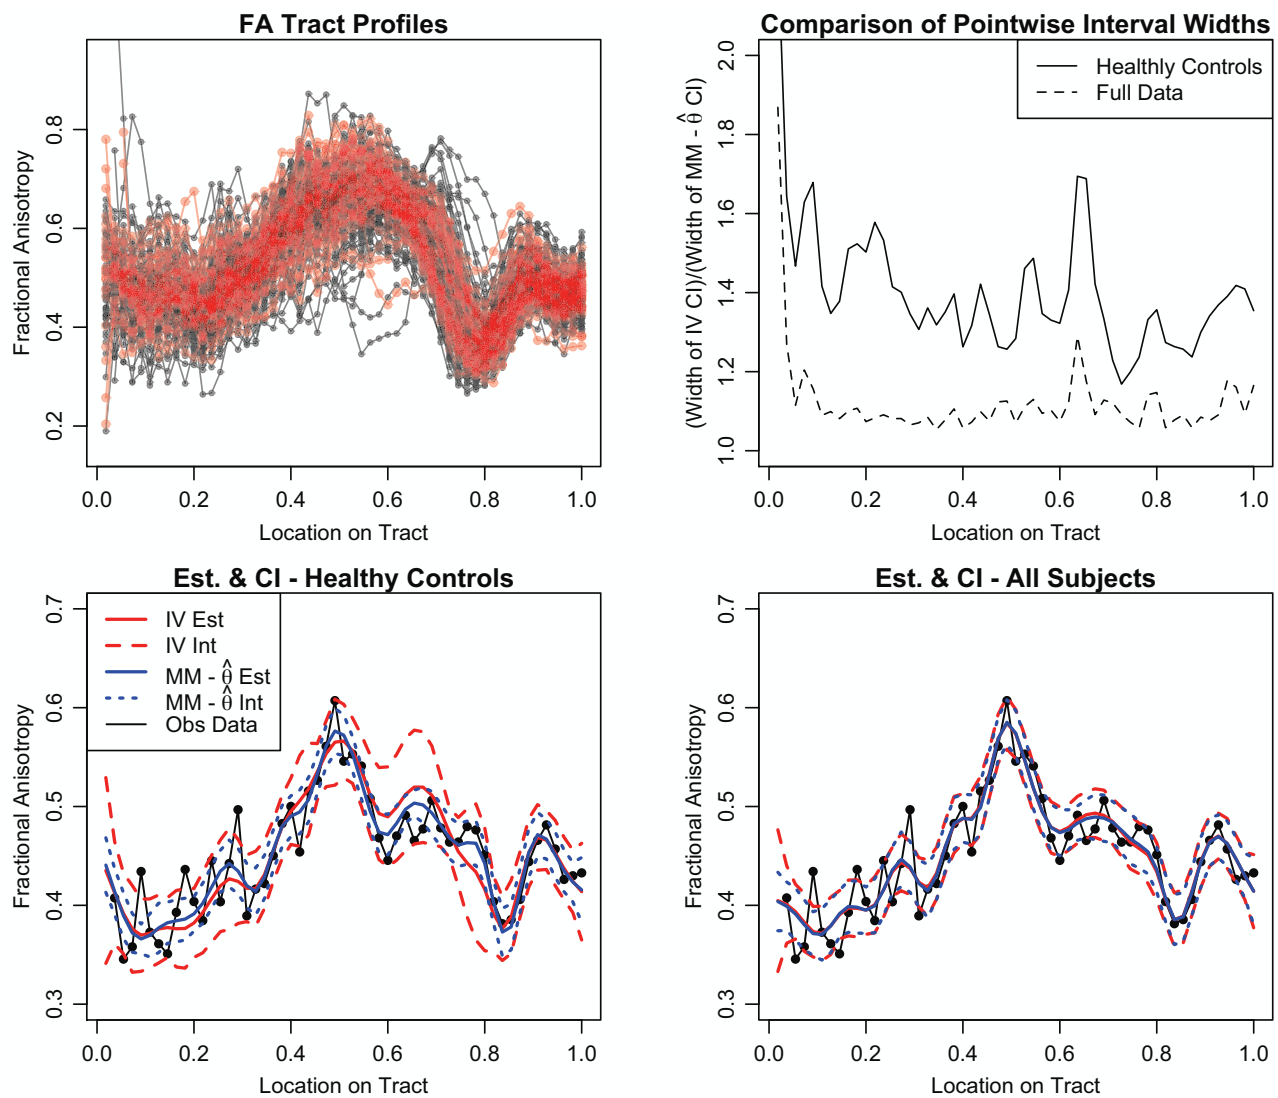 FA Tract Profiles
Fractional Anisotropy
0.2 0.4 0.6 0.8
0.0 0.2 0.4 0.6 0.8 1.0
Location on Tract
Comparison of Pointwise Interval Widths
(Width of IV CI)/(Width of MM - θ̂ CI)
1.0 1.2 1.4 1.6 1.8 2.0
Healthly Controls
Full Data
0.0 0.2 0.4 0.6 0.8 1.0
Location on Tract
Est. & CI - Healthy Controls
Fractional Anisotropy
0.3 0.4 0.5 0.6 0.7
IV Est
IV Int
MM - θ̂ Est
MM - θ̂ Int
Obs Data
0.0 0.2 0.4 0.6 0.8 1.0
Location on Tract
Est. & CI - All Subjects
Fractional Anisotropy
0.3 0.4 0.5 0.6 0.7
0.0 0.2 0.4 0.6 0.8 1.0
Location on Tract